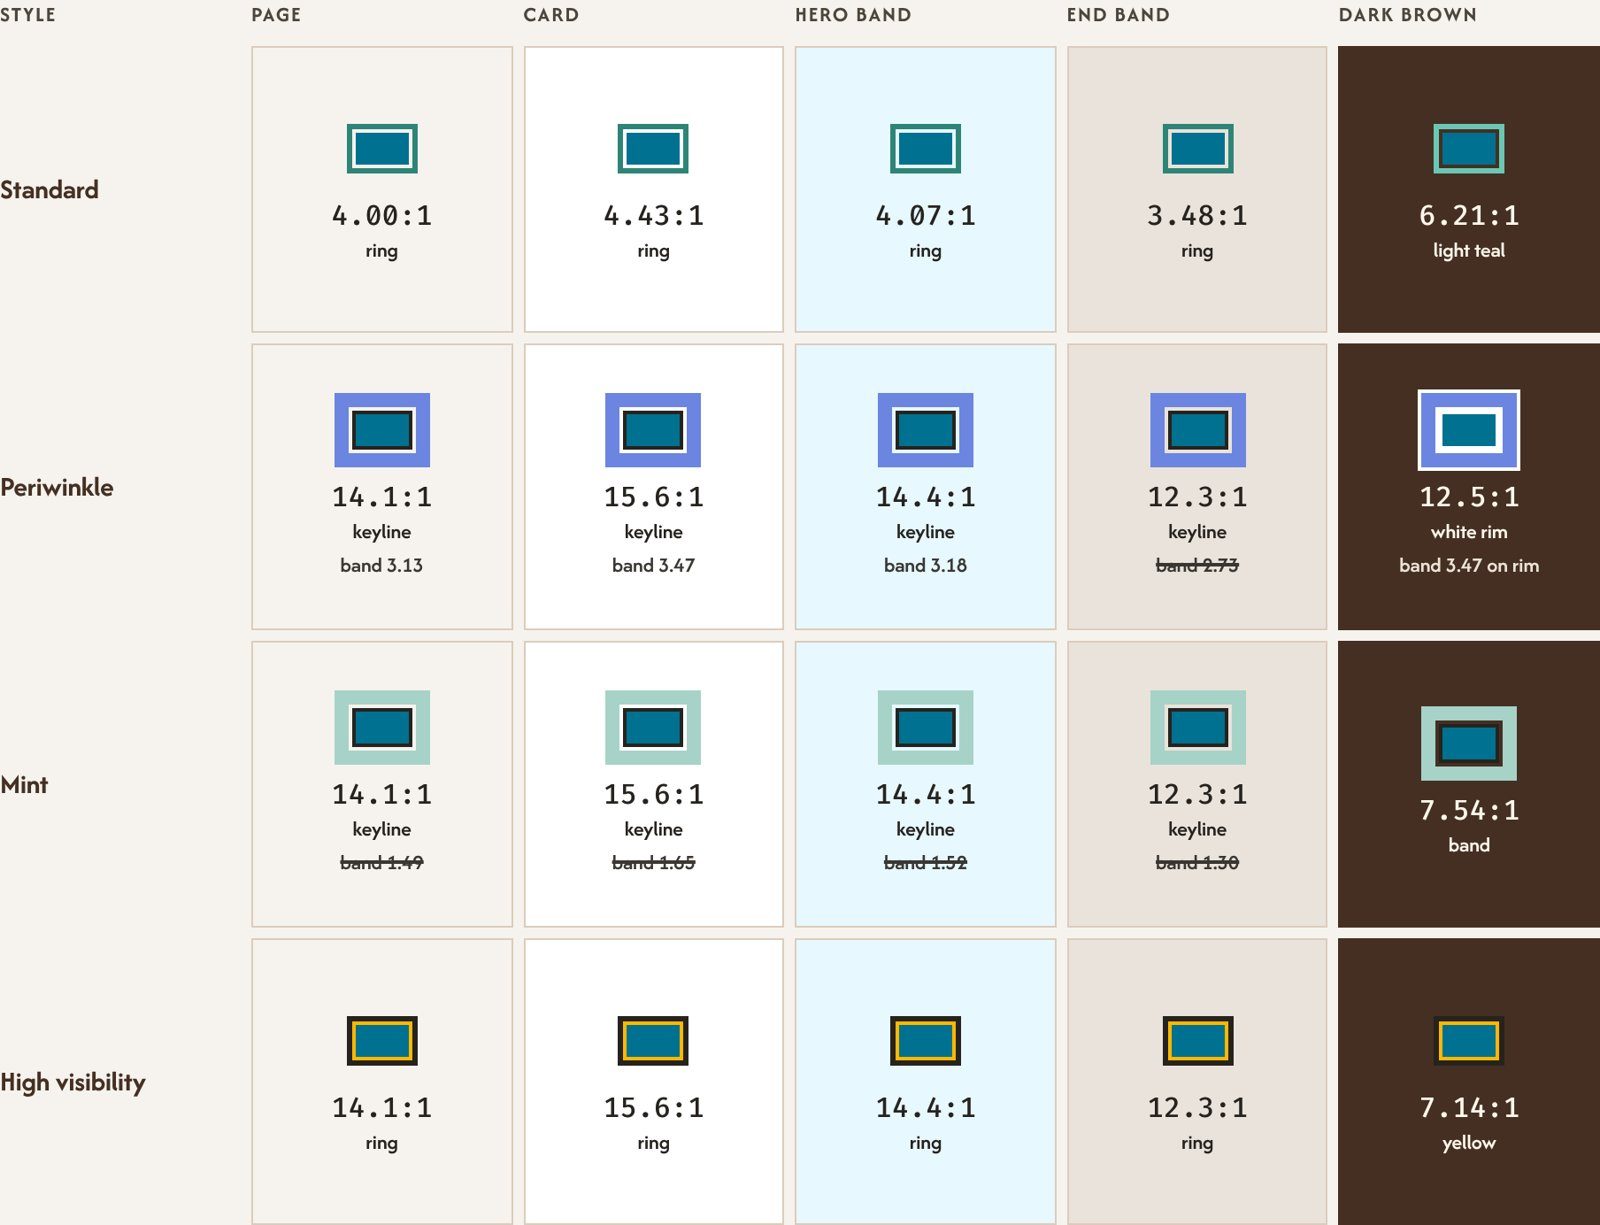 STYLE PAGE CARD HERO BAND END BAND DARK BROWN
Standard
4.00:1 4.43:1 4.07:1 3.48:1 6.21:1
ring ring ring ring light teal
Periwinkle
14.1:1 15.6:1 14.4:1 12.3:1 12.5:1
keyline keyline keyline keyline white rim
band 3.13 band 3.47 band 3.18 band 2.73 band 3.47 on rim
Mint
14.1:1 15.6:1 14.4:1 12.3:1 7.54:1
keyline keyline keyline keyline band
band 1.49 band 1.65 band 1.52 band 1.30
High visibility
14.1:1 15.6:1 14.4:1 12.3:1 7.14:1
ring ring ring ring yellow